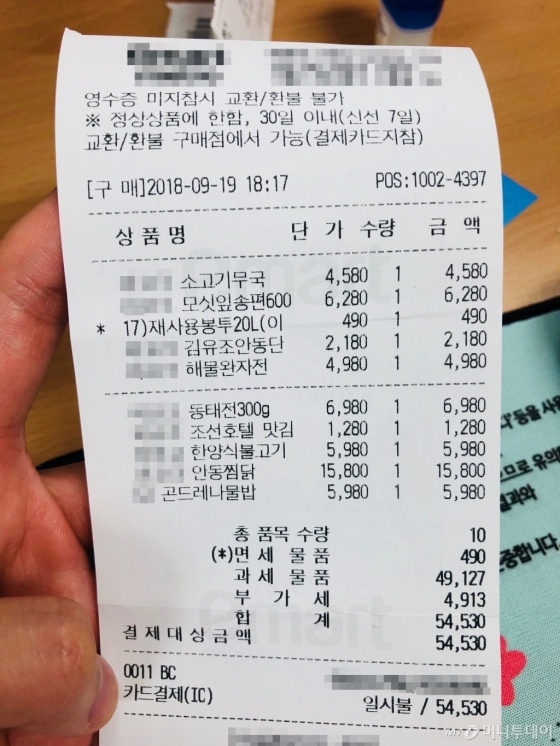 영수증 미지참시 교환/환불 불가
※ 정상상품에 한함, 30일 이내(신선 7일)
교환/환불 구매점에서 가능(결제카드지참)
[구 매]2018-09-19 18:17 POS:1002-4397
상 품 명 단 가 수량 금 액
소고기무국 4,580 1 4,580
모싯잎송편600 6,280 1 6,280
* 17)재사용봉투20L(이 490 1 490
김유조안동단 2,180 1 2,180
해물완자전 4,980 1 4,980
동태전300g 6,980 1 6,980
조선호텔 맛김 1,280 1 1,280
한양식불고기 5,980 1 5,980
안동찜닭 15,800 1 15,800
곤드레나물밥 5,980 1 5,980
총 품목 수량 10
(*)면 세 물 품 490
과 세 물 품 49,127
부 가 세 4,913
합 계 54,530
결 제 대 상 금 액 54,530
0011 BC
카드결제(IC) 일시불 / 54,530
머니투데이